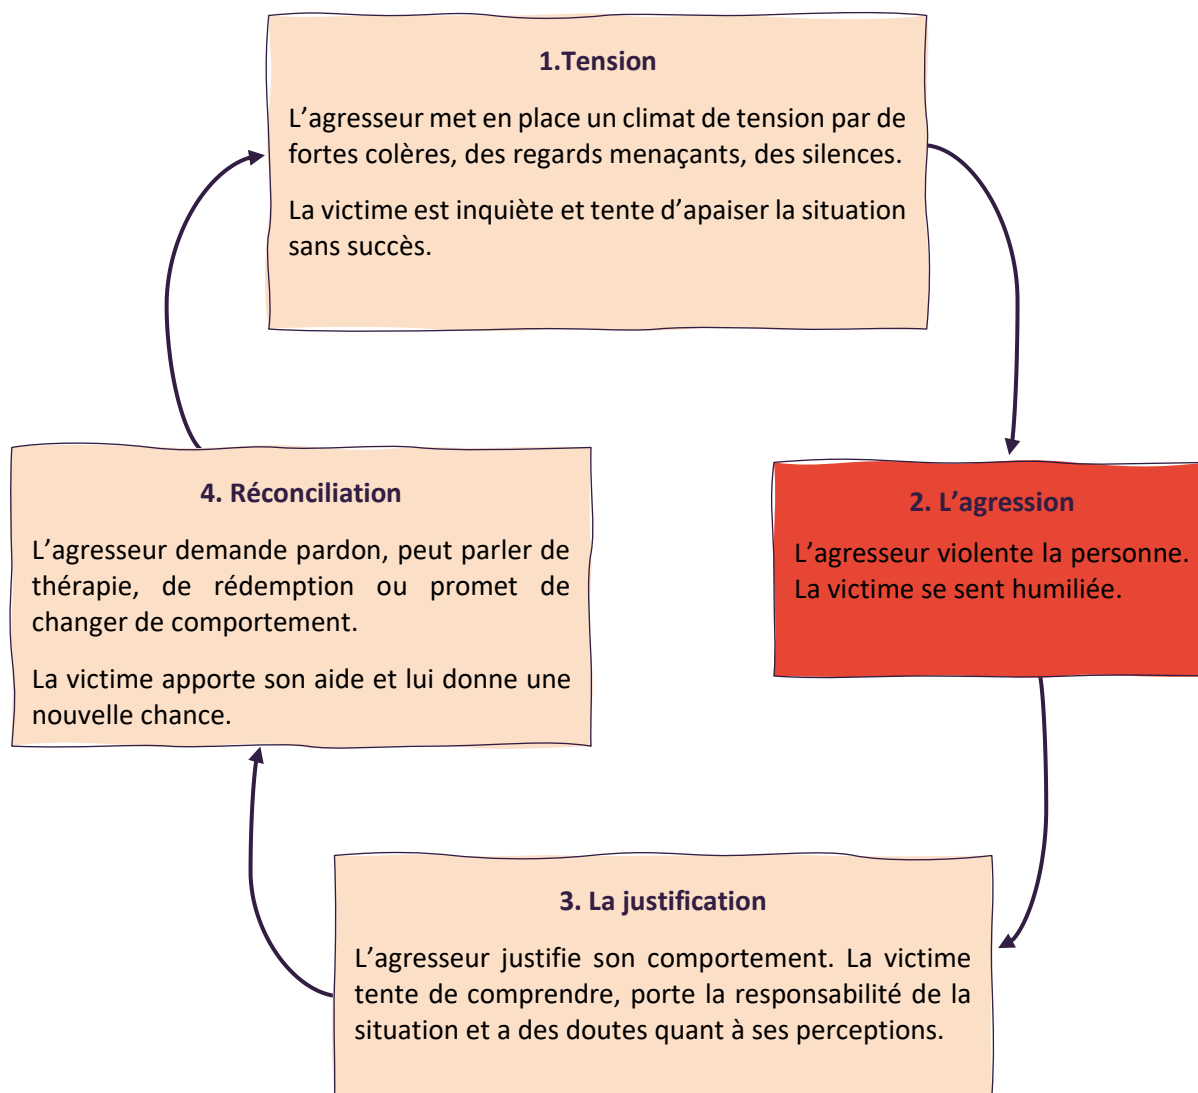 1.Tension
L’agresseur met en place un climat de tension par de
fortes colères, des regards menaçants, des silences.
La victime est inquiète et tente d’apaiser la situation
sans succès.
2. L’agression
L’agresseur violente la personne.
La victime se sent humiliée.
3. La justification
L’agresseur justifie son comportement. La victime
tente de comprendre, porte la responsabilité de la
situation et a des doutes quant à ses perceptions.
4. Réconciliation
L’agresseur demande pardon, peut parler de
thérapie, de rédemption ou promet de
changer de comportement.
La victime apporte son aide et lui donne une
nouvelle chance.